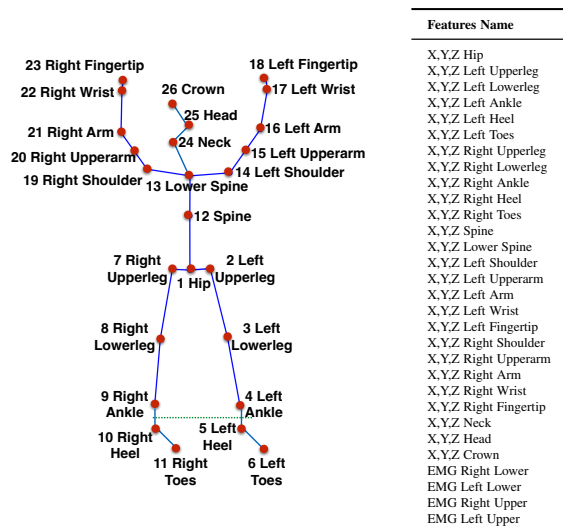 23 Right Fingertip
22 Right Wrist
21 Right Arm
20 Right Upperarm
19 Right Shoulder
26 Crown
25 Head
24 Neck
18 Left Fingertip
17 Left Wrist
16 Left Arm
15 Left Upperarm
14 Left Shoulder
13 Lower Spine
12 Spine
7 Right
Upperleg
1 Hip
2 Left
Upperleg
8 Right
Lowerleg
3 Left
Lowerleg
9 Right
Ankle
4 Left
Ankle
10 Right
Heel
5 Left
Heel
11 Right
Toes
6 Left
Toes
Features Name
X,Y,Z Hip
X,Y,Z Left Upperleg
X,Y,Z Left Lowerleg
X,Y,Z Left Ankle
X,Y,Z Left Heel
X,Y,Z Left Toes
X,Y,Z Right Upperleg
X,Y,Z Right Lowerleg
X,Y,Z Right Ankle
X,Y,Z Right Heel
X,Y,Z Right Toes
X,Y,Z Spine
X,Y,Z Lower Spine
X,Y,Z Left Shoulder
X,Y,Z Left Upperarm
X,Y,Z Left Arm
X,Y,Z Left Wrist
X,Y,Z Left Fingertip
X,Y,Z Right Shoulder
X,Y,Z Right Upperarm
X,Y,Z Right Arm
X,Y,Z Right Wrist
X,Y,Z Right Fingertip
X,Y,Z Neck
X,Y,Z Head
X,Y,Z Crown
EMG Right Lower
EMG Left Lower
EMG Right Upper
EMG Left Upper